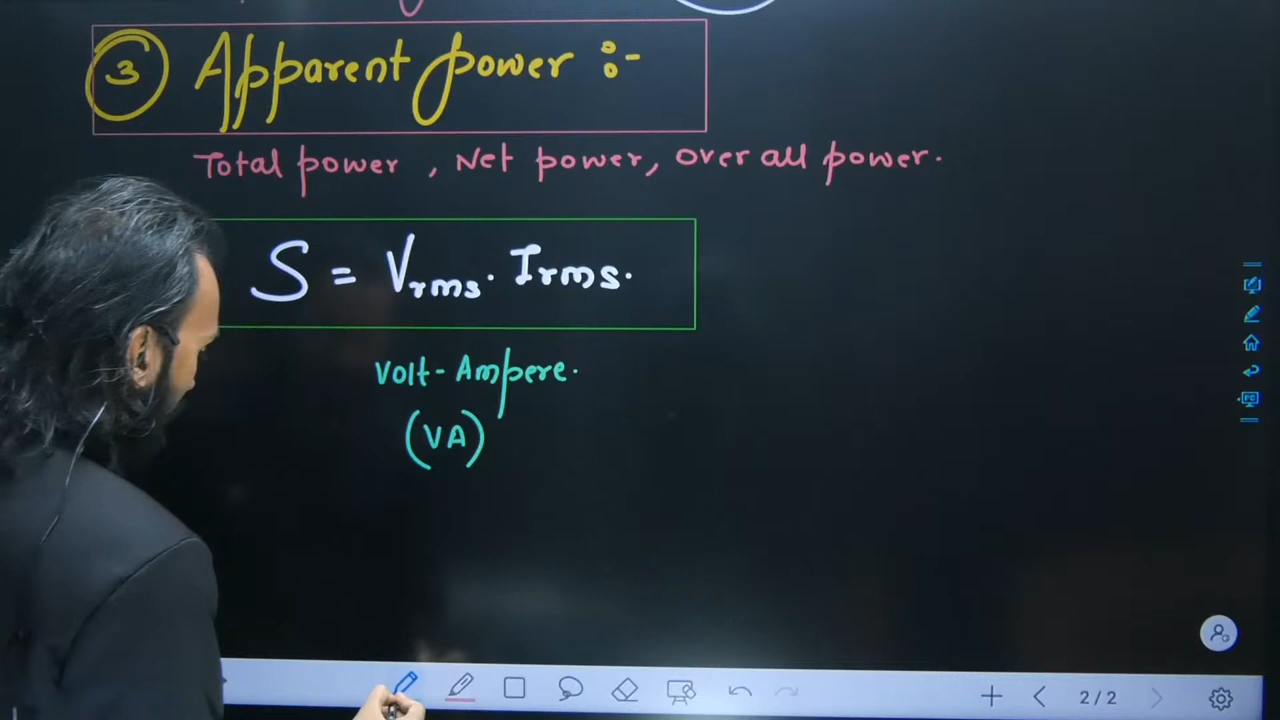 3 Apparent power :-
Total power, Net power, Over all power.
S = Vrms. Irms.
Volt-Ampere.
(VA)
2/2